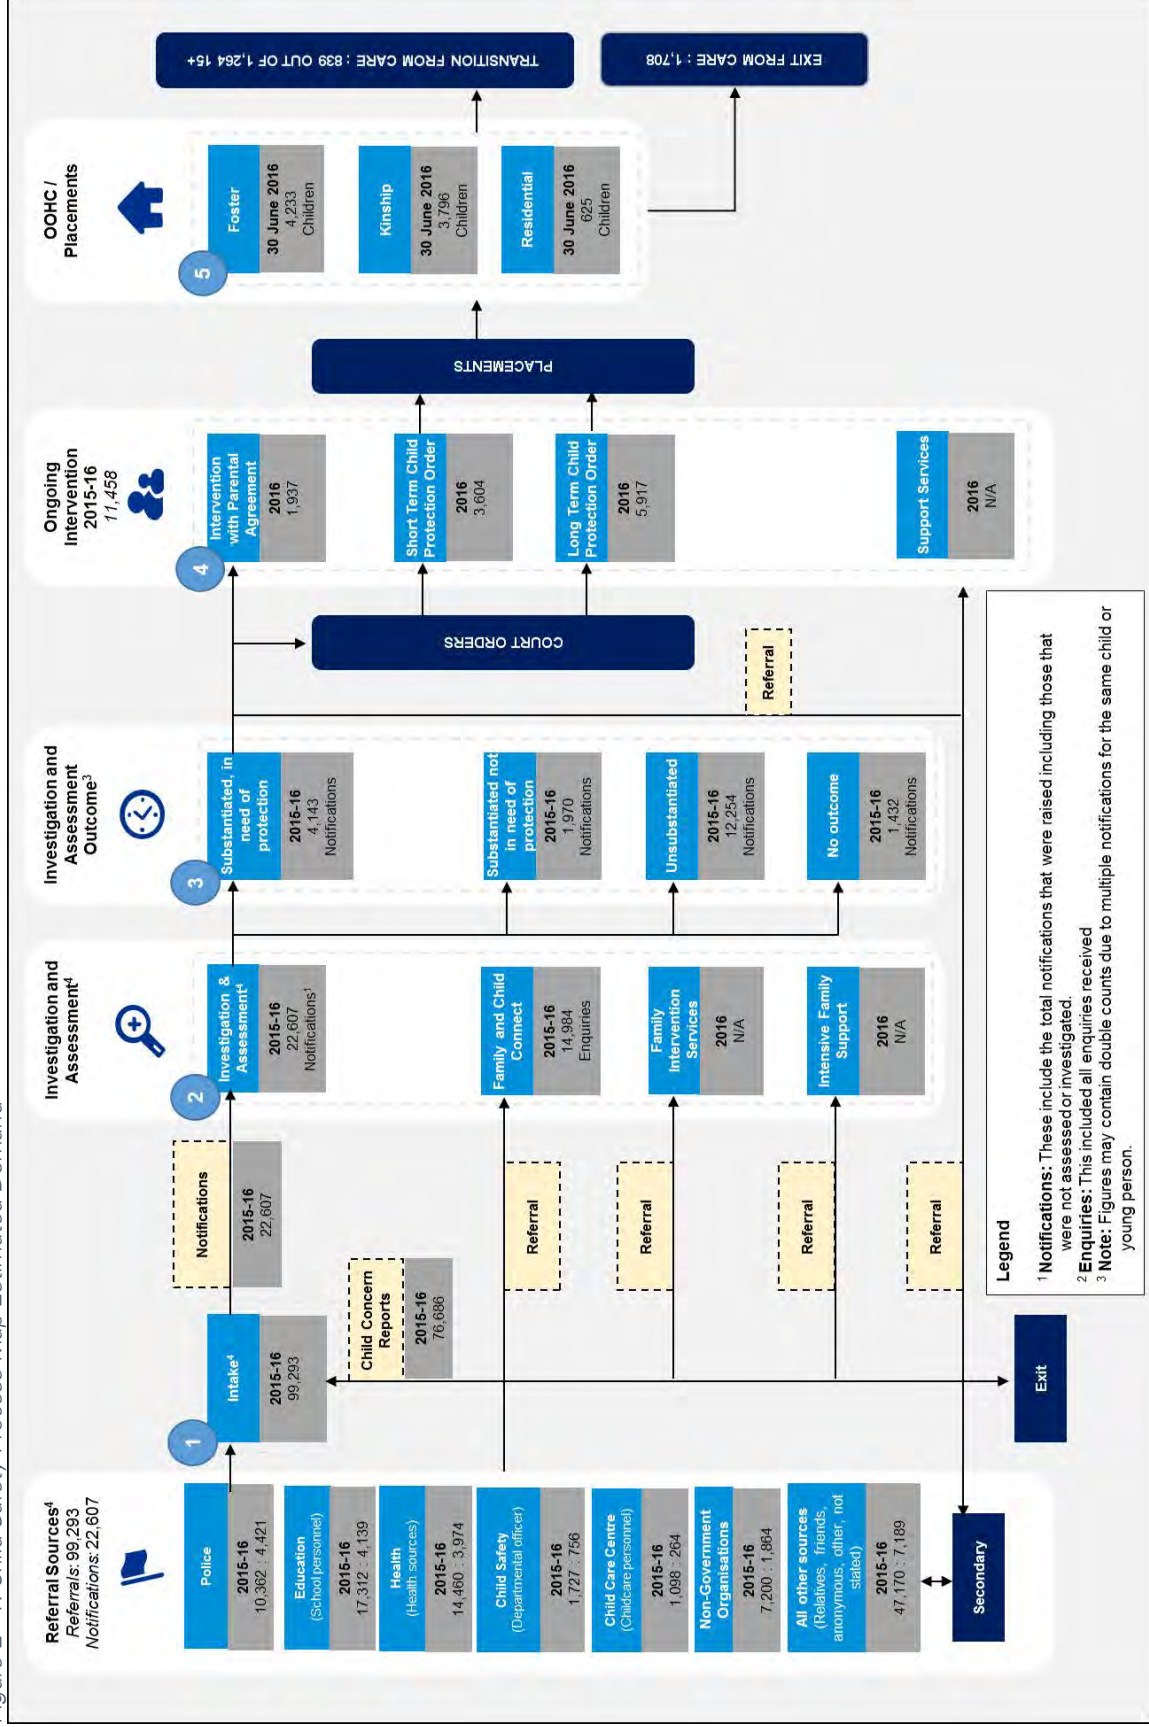 Referral Sources⁴
Referrals: 99,293
Notifications: 22,607
Police
2015-16
10,362 : 4,421
Education
(School personnel)
2015-16
17,312 : 4,139
Health
(Health sources)
2015-16
14,460 : 3,974
Child Safety
(Departmental officer)
2015-16
1,727 : 756
Child Care Centre
(Childcare personnel)
2015-16
1,098 : 264
Non-Government
Organisations
2015-16
7,200 : 1,864
All other sources
(Relatives, friends,
anonymous, other, not
stated)
2015-16
47,170 : 7,189
Secondary
1
Intake⁴
2015-16
99,293
Child Concern
Reports
2015-16
76,686
Exit
Notifications
2015-16
22,607
Referral
Referral
Referral
Referral
Investigation and
Assessment⁴
2
Investigation &
Assessment⁴
2015-16
22,607
Notifications¹
Family and Child
Connect
2015-16
14,984
Enquiries
Family
Intervention
Services
2016
N/A
Intensive Family
Support
2016
N/A
Investigation and
Assessment
Outcome³
3
Substantiated, in
need of
protection
2015-16
4,143
Notifications
Substantiated not
in need of
protection
2015-16
1,970
Notifications
Unsubstantiated
2015-16
12,254
Notifications
No outcome
2015-16
1,432
Notifications
Referral
COURT ORDERS
Ongoing
Intervention
2015-16
11,458
4
Intervention
with Parental
Agreement
2016
1,937
Short Term Child
Protection Order
2016
3,604
Long Term Child
Protection Order
2016
5,917
Support Services
2016
N/A
PLACEMENTS
OOHC /
Placements
5
Foster
30 June 2016
4,233
Children
Kinship
30 June 2016
3,796
Children
Residential
30 June 2016
625
Children
TRANSITION FROM CARE : 839 OUT OF 1,264 15+
EXIT FROM CARE : 1,708
Legend
¹ Notifications: These include the total notifications that were raised including those that
were not assessed or investigated.
² Enquiries: This included all enquiries received
³ Note: Figures may contain double counts due to multiple notifications for the same child or
young person.